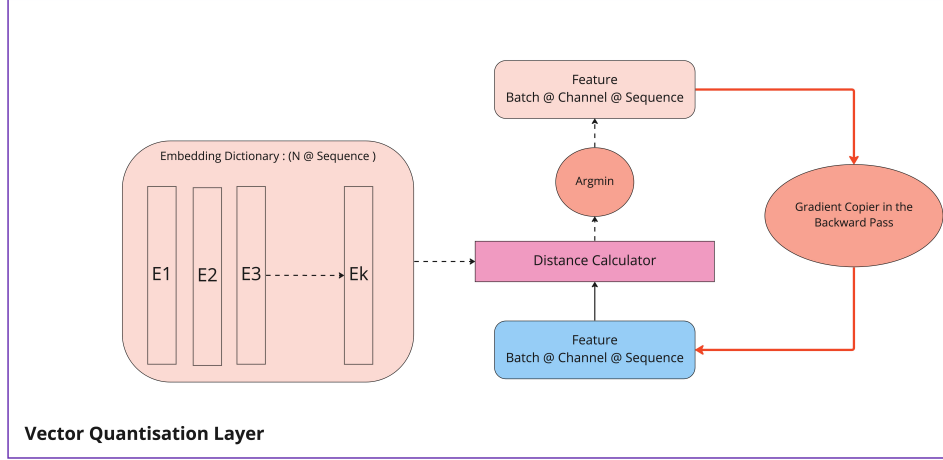 Feature
Batch @ Channel @ Sequence
Embedding Dictionary : (N @ Sequence )
Argmin
Gradient Copier in the
Backward Pass
E1
E2
E3
Ek
Distance Calculator
Feature
Batch @ Channel @ Sequence
Vector Quantisation Layer